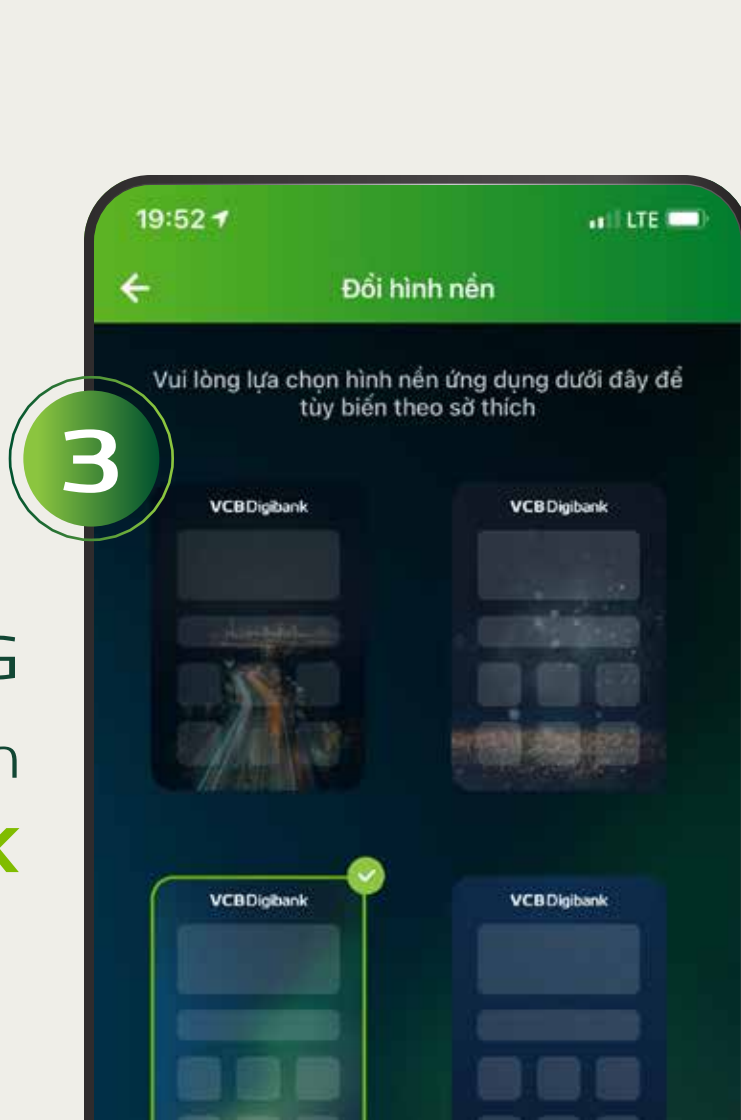 19:52
LTE
Đổi hình nền
Vui lòng lựa chọn hình nền ứng dụng dưới đây để
tùy biến theo sở thích
3
VCBDigibank
VCBDigibank
G
n
k
VCBDigibank
VCBDigibank